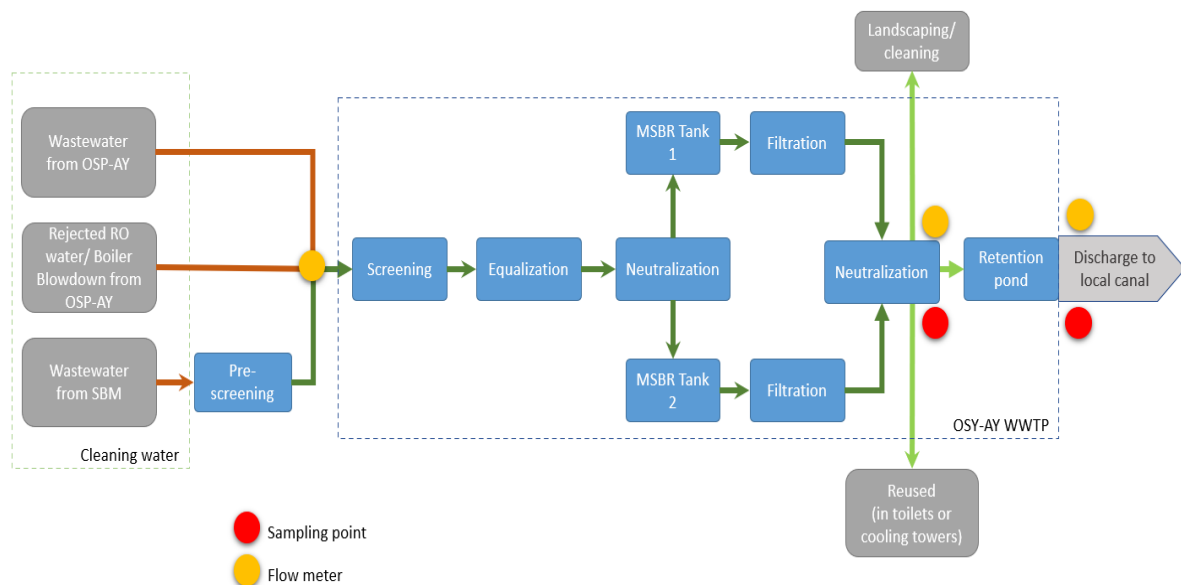 Landscaping/
cleaning
Wastewater
from OSP-AY
MSBR Tank
1
Filtration
Rejected RO
water/ Boiler
Blowdown from
OSP-AY
Screening
Equalization
Neutralization
Neutralization
Retention
pond
Discharge to
local canal
Wastewater
from SBM
Pre-
screening
MSBR Tank
2
Filtration
OSY-AY WWTP
Cleaning water
Reused
(in toilets or
cooling towers)
Sampling point
Flow meter